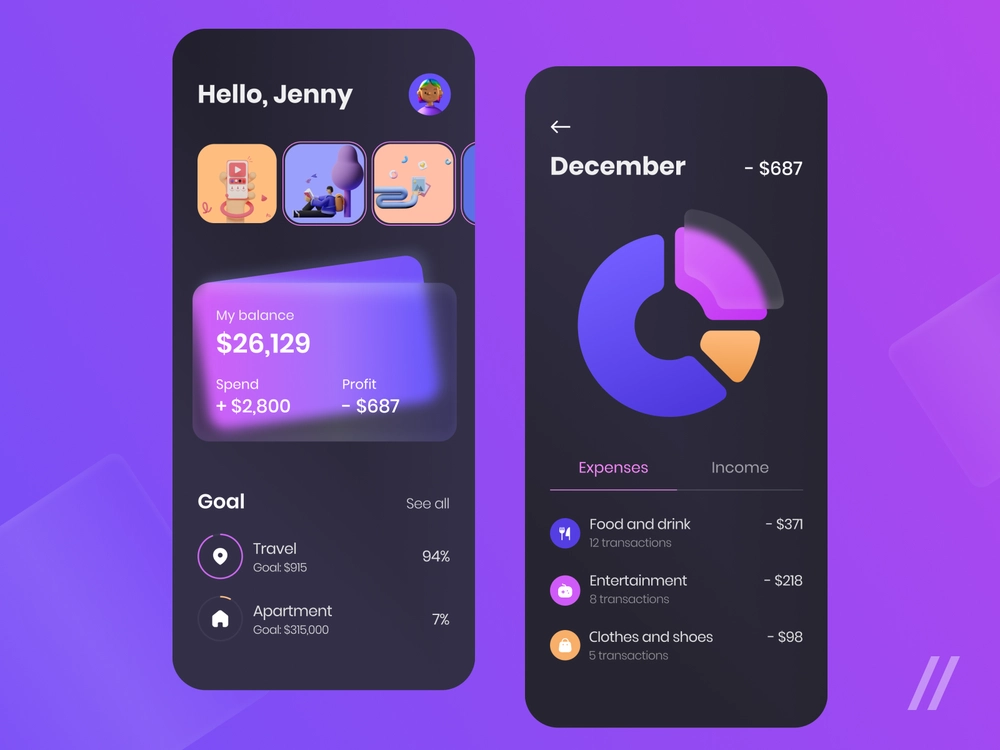 Hello, Jenny
My balance
$26,129
Spend Profit
+ $2,800 - $687
Goal See all
Travel
Goal: $915
94%
Apartment
Goal: $315,000
7%
December - $687
Expenses Income
Food and drink - $371
12 transactions
Entertainment - $218
8 transactions
Clothes and shoes - $98
5 transactions